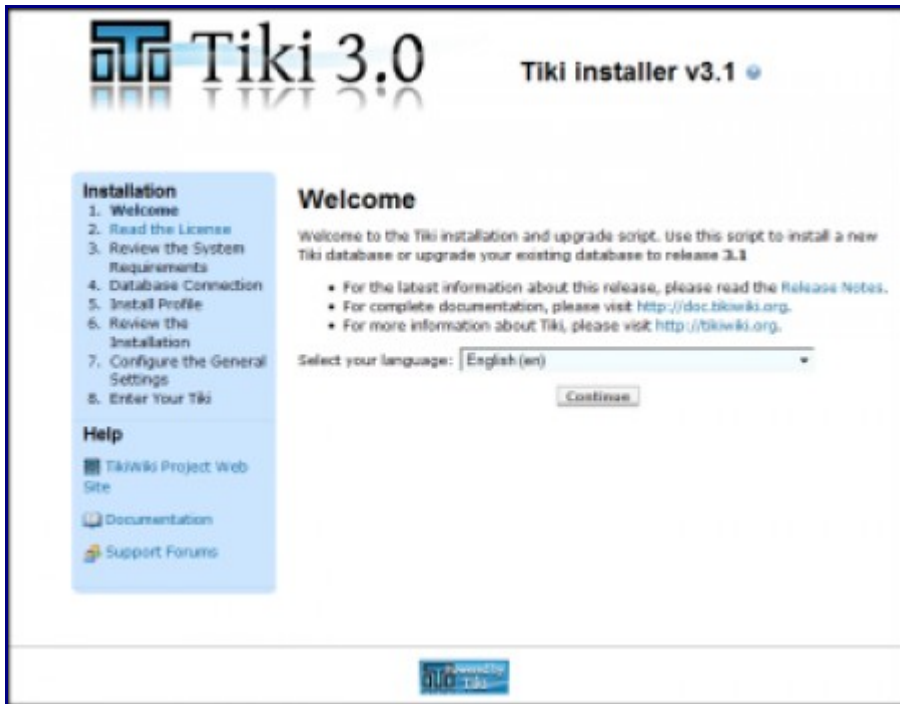 Tiki 3.0
Tiki installer v3.1
Installation
1. Welcome
2. Read the License
3. Review the System
Requirements
4. Database Connection
5. Install Profile
6. Review the
Installation
7. Configure the General
Settings
8. Enter Your Tiki
Help
TikiWiki Project Web
Site
Documentation
Support Forums
Welcome
Welcome to the Tiki installation and upgrade script. Use this script to install a new
Tiki database or upgrade your existing database to release 3.1
• For the latest information about this release, please read the Release Notes.
• For complete documentation, please visit http://doc.tikiwiki.org.
• For more information about Tiki, please visit http://tikiwiki.org.
Select your language: English (en)
Continue
Powered by
Tiki